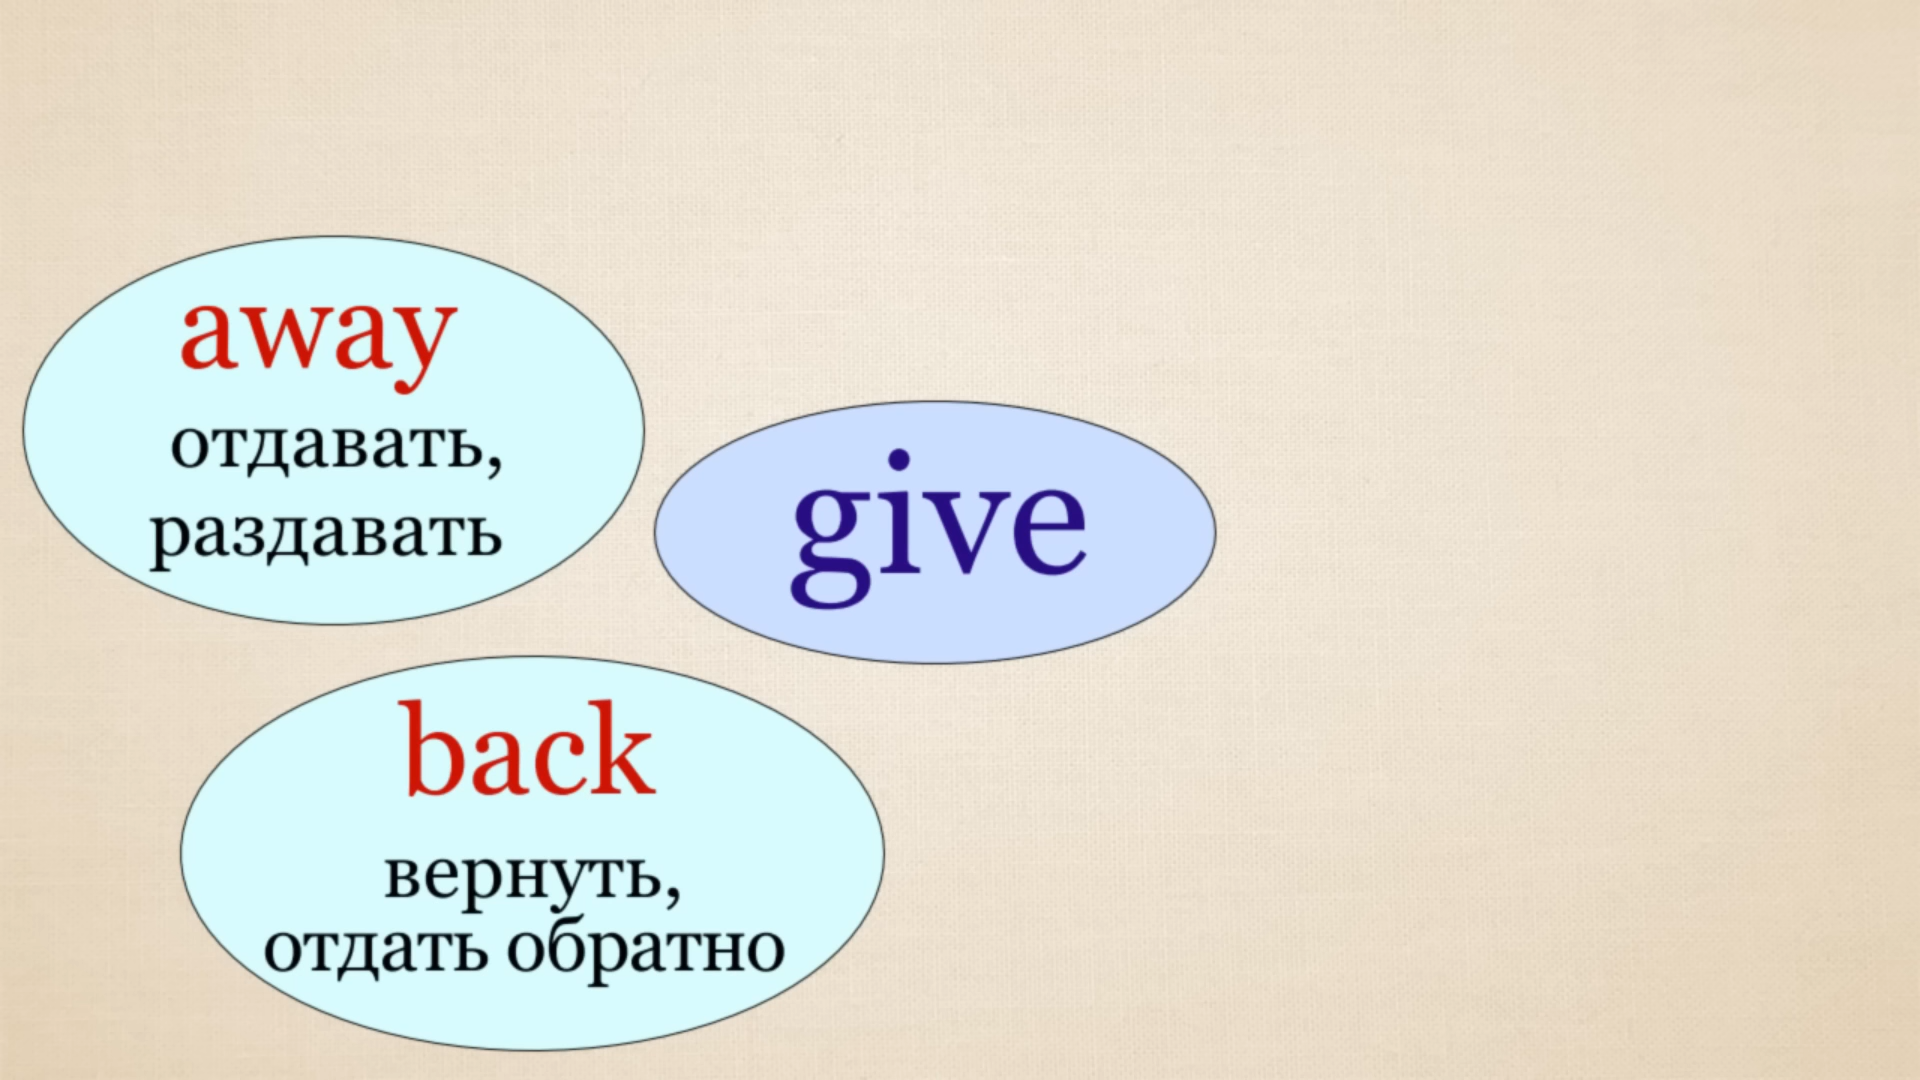 away
отдавать,
раздавать
give
back
вернуть,
отдать обратно